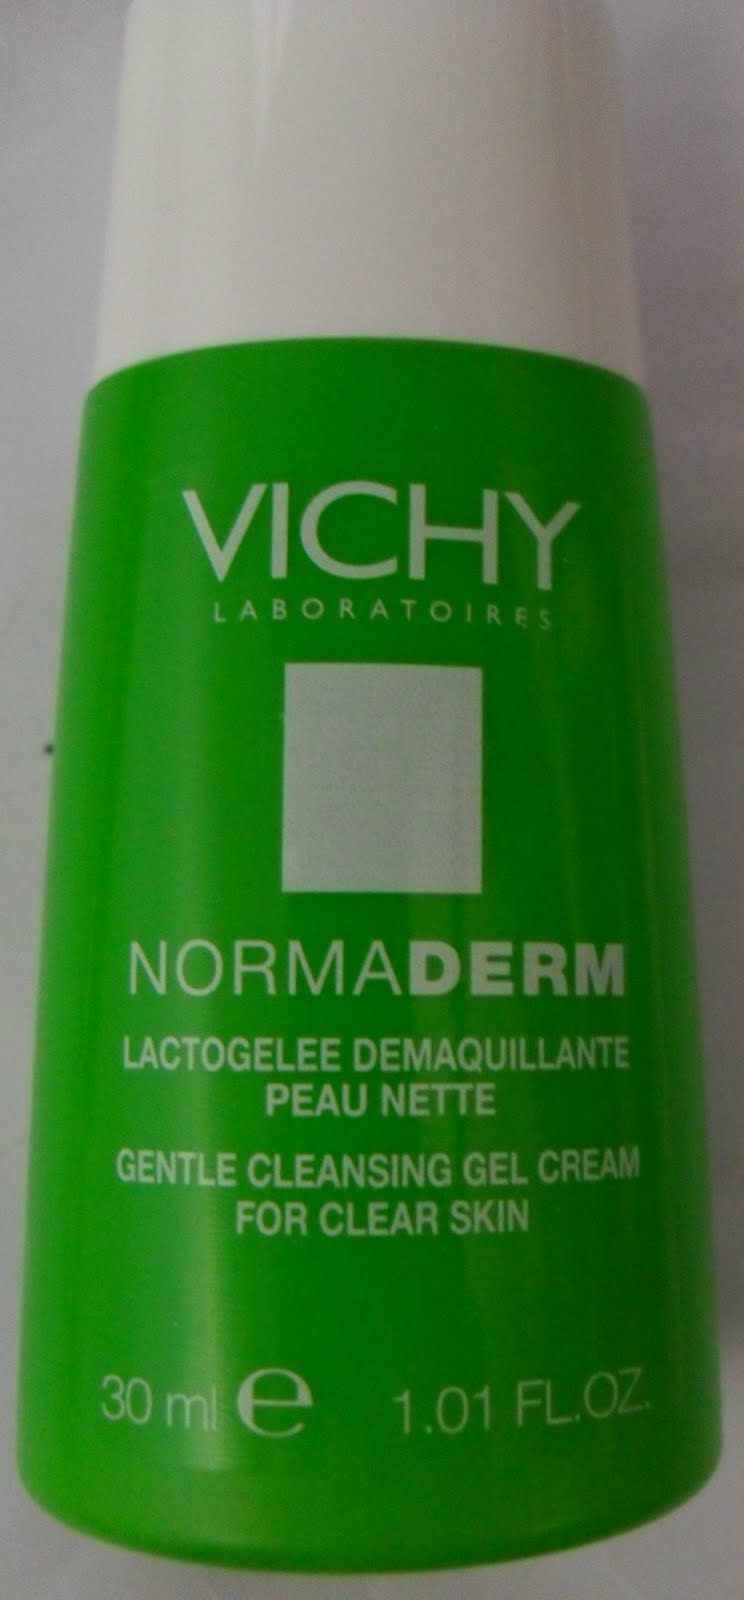 VICHY
LABORATOIRES
NORMADERM
LACTOGELEE DEMAQUILLANTE
PEAU NETTE
GENTLE CLEANSING GEL CREAM
FOR CLEAR SKIN
30 ml e 1.01 FL.OZ.